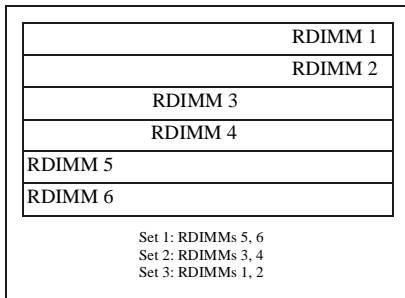 RDIMM 1
RDIMM 2
RDIMM 3
RDIMM 4
RDIMM 5
RDIMM 6
Set 1: RDIMMs 5, 6
Set 2: RDIMMs 3, 4
Set 3: RDIMMs 1, 2